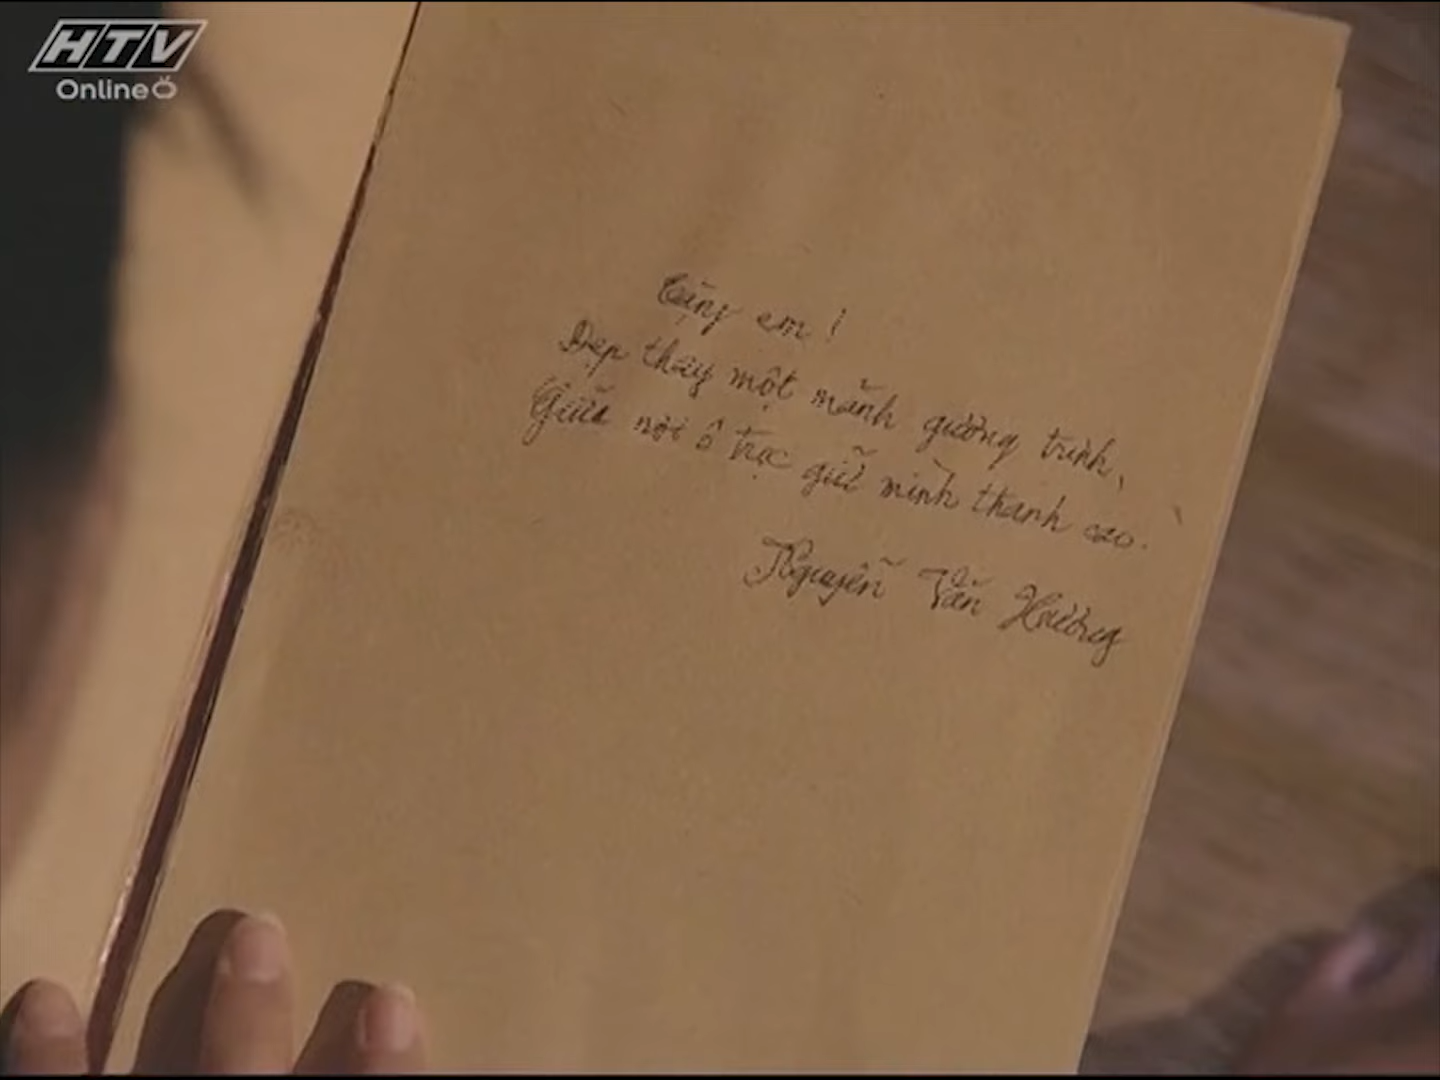 HTV
Online
Tặng em !
Đẹp thay một mảnh gương trinh,
Giữa nơi ô trọc giữ mình thanh cao.
Nguyễn Văn Hường